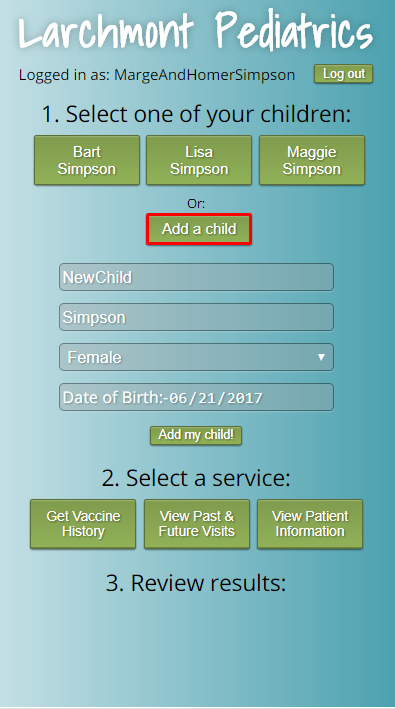 Larchmont Pediatrics
Logged in as: MargeAndHomerSimpson Log out
1. Select one of your children:
Bart Simpson
Lisa Simpson
Maggie Simpson
Or:
Add a child
NewChild
Simpson
Female
Date of Birth:-06/21/2017
Add my child!
2. Select a service:
Get Vaccine History
View Past & Future Visits
View Patient Information
3. Review results: